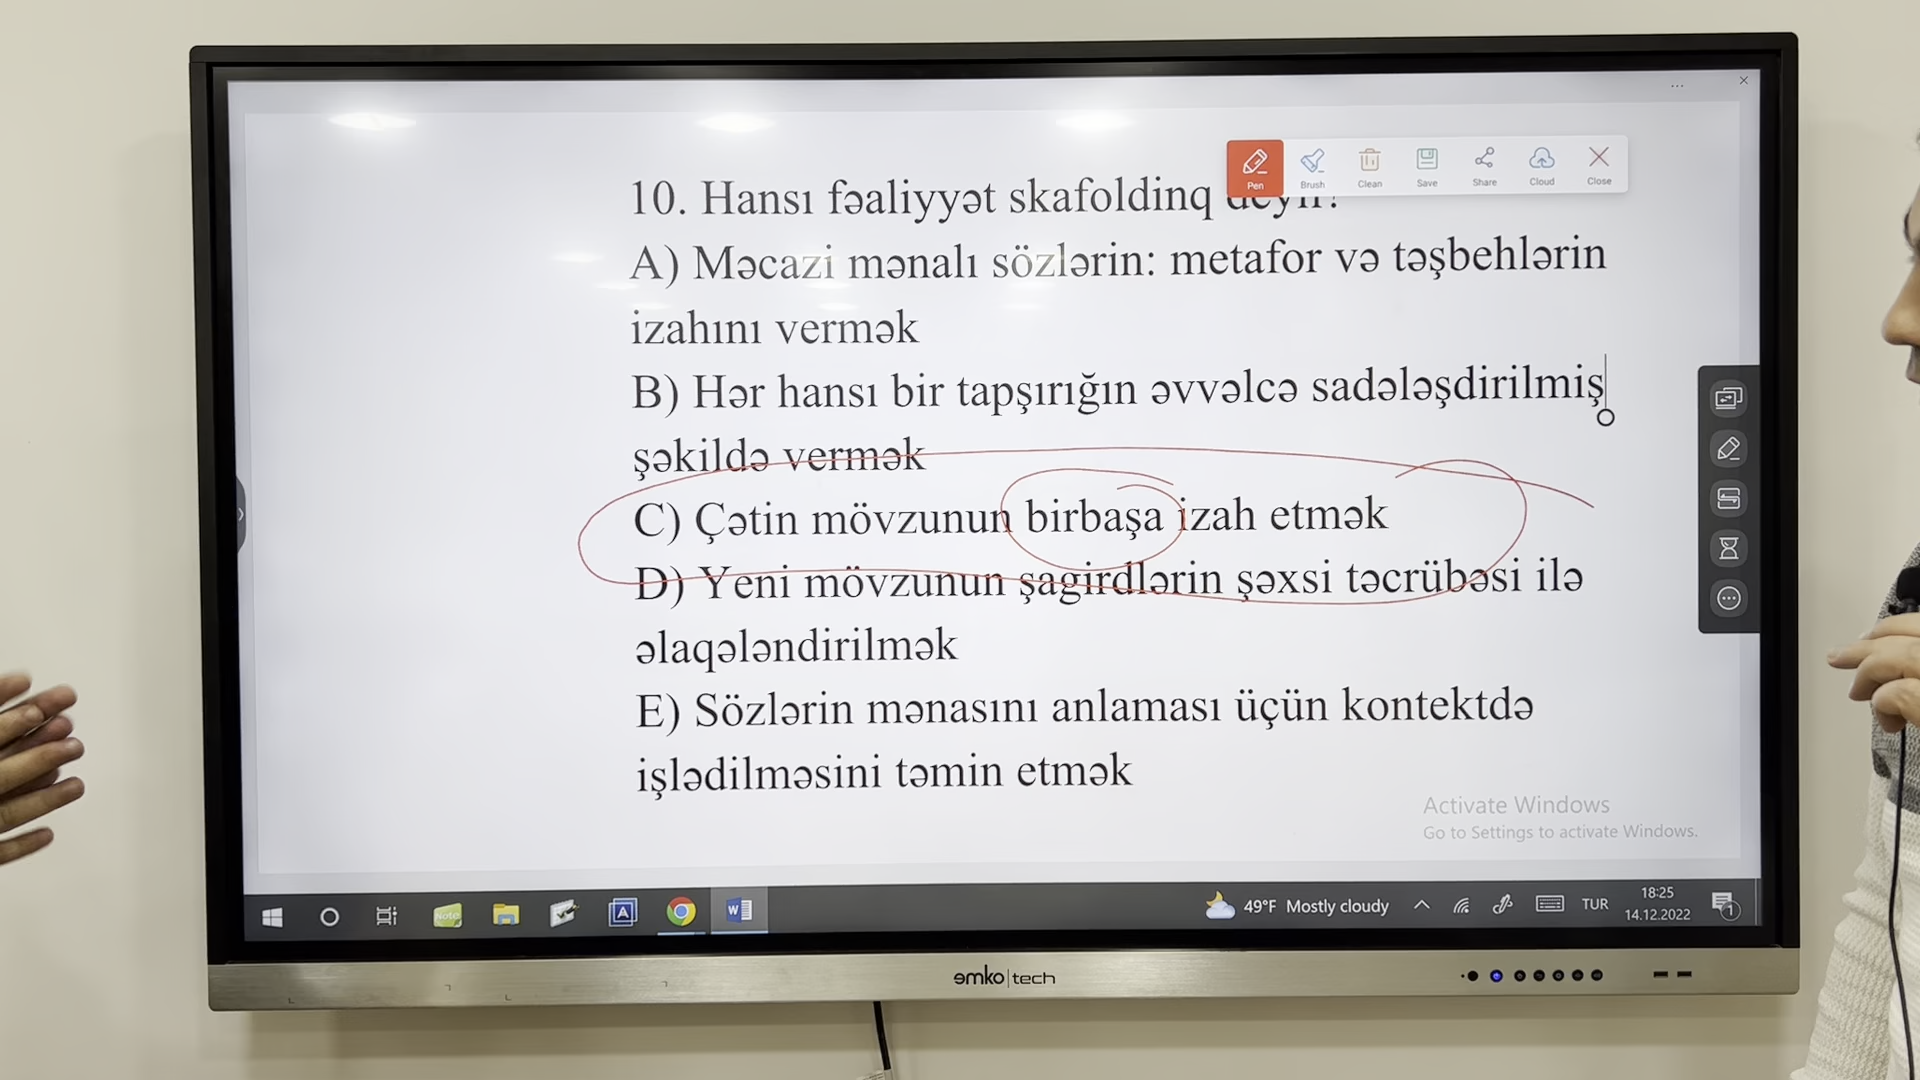 Pen Brush Clean Save Share Cloud Close
10. Hansı fəaliyyət skafoldinq
A) Məcazi mənalı sözlərin: metafor və təşbehlərin
izahını vermək
B) Hər hansı bir tapşırığın əvvəlcə sadələşdirilmiş
şəkildə vermək
C) Çətin mövzunun birbaşa izah etmək
D) Yeni mövzunun şagirdlərin şəxsi təcrübəsi ilə
əlaqələndirilmək
E) Sözlərin mənasını anlaması üçün kontektdə
işlədilməsini təmin etmək
Activate Windows
Go to Settings to activate Windows.
49°F Mostly cloudy
TUR
18:25
14.12.2022
1
Note
A
W
əmko|tech